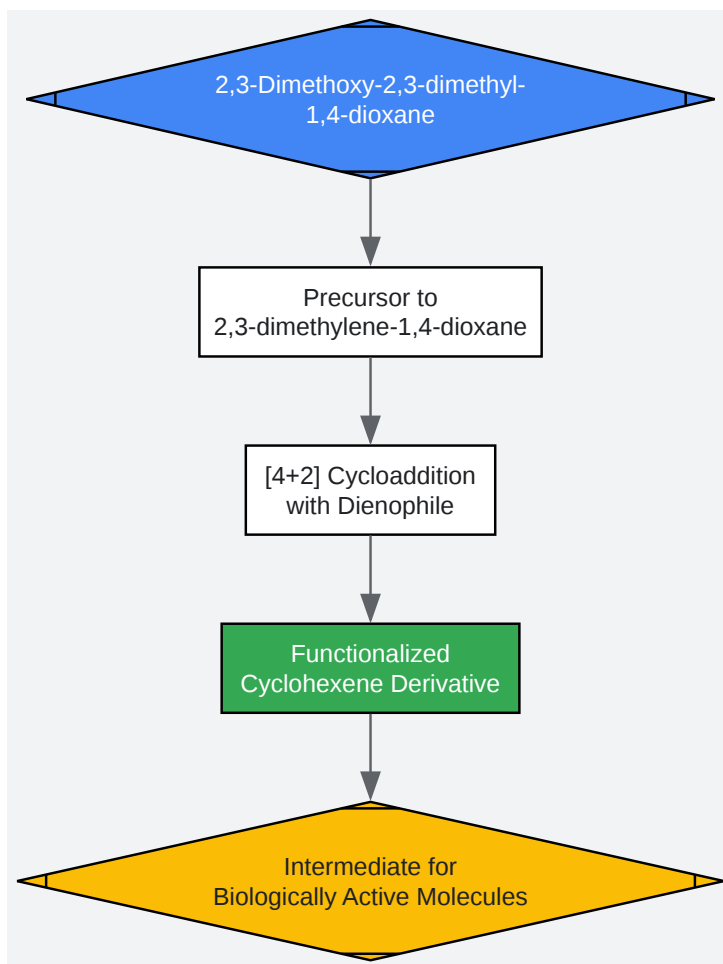 2,3-Dimethoxy-2,3-dimethyl-
1,4-dioxane
Precursor to
2,3-dimethylene-1,4-dioxane
[4+2] Cycloaddition
with Dienophile
Functionalized
Cyclohexene Derivative
Intermediate for
Biologically Active Molecules